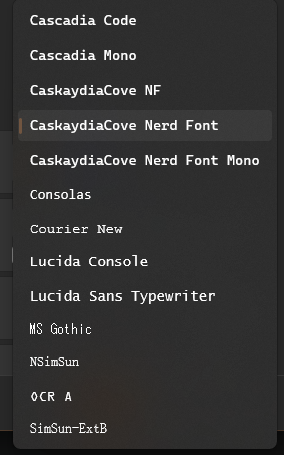 Cascadia Code
Cascadia Mono
CaskaydiaCove NF
CaskaydiaCove Nerd Font
CaskaydiaCove Nerd Font Mono
Consolas
Courier New
Lucida Console
Lucida Sans Typewriter
MS Gothic
NSimSun
OCR A
SimSun-ExtB